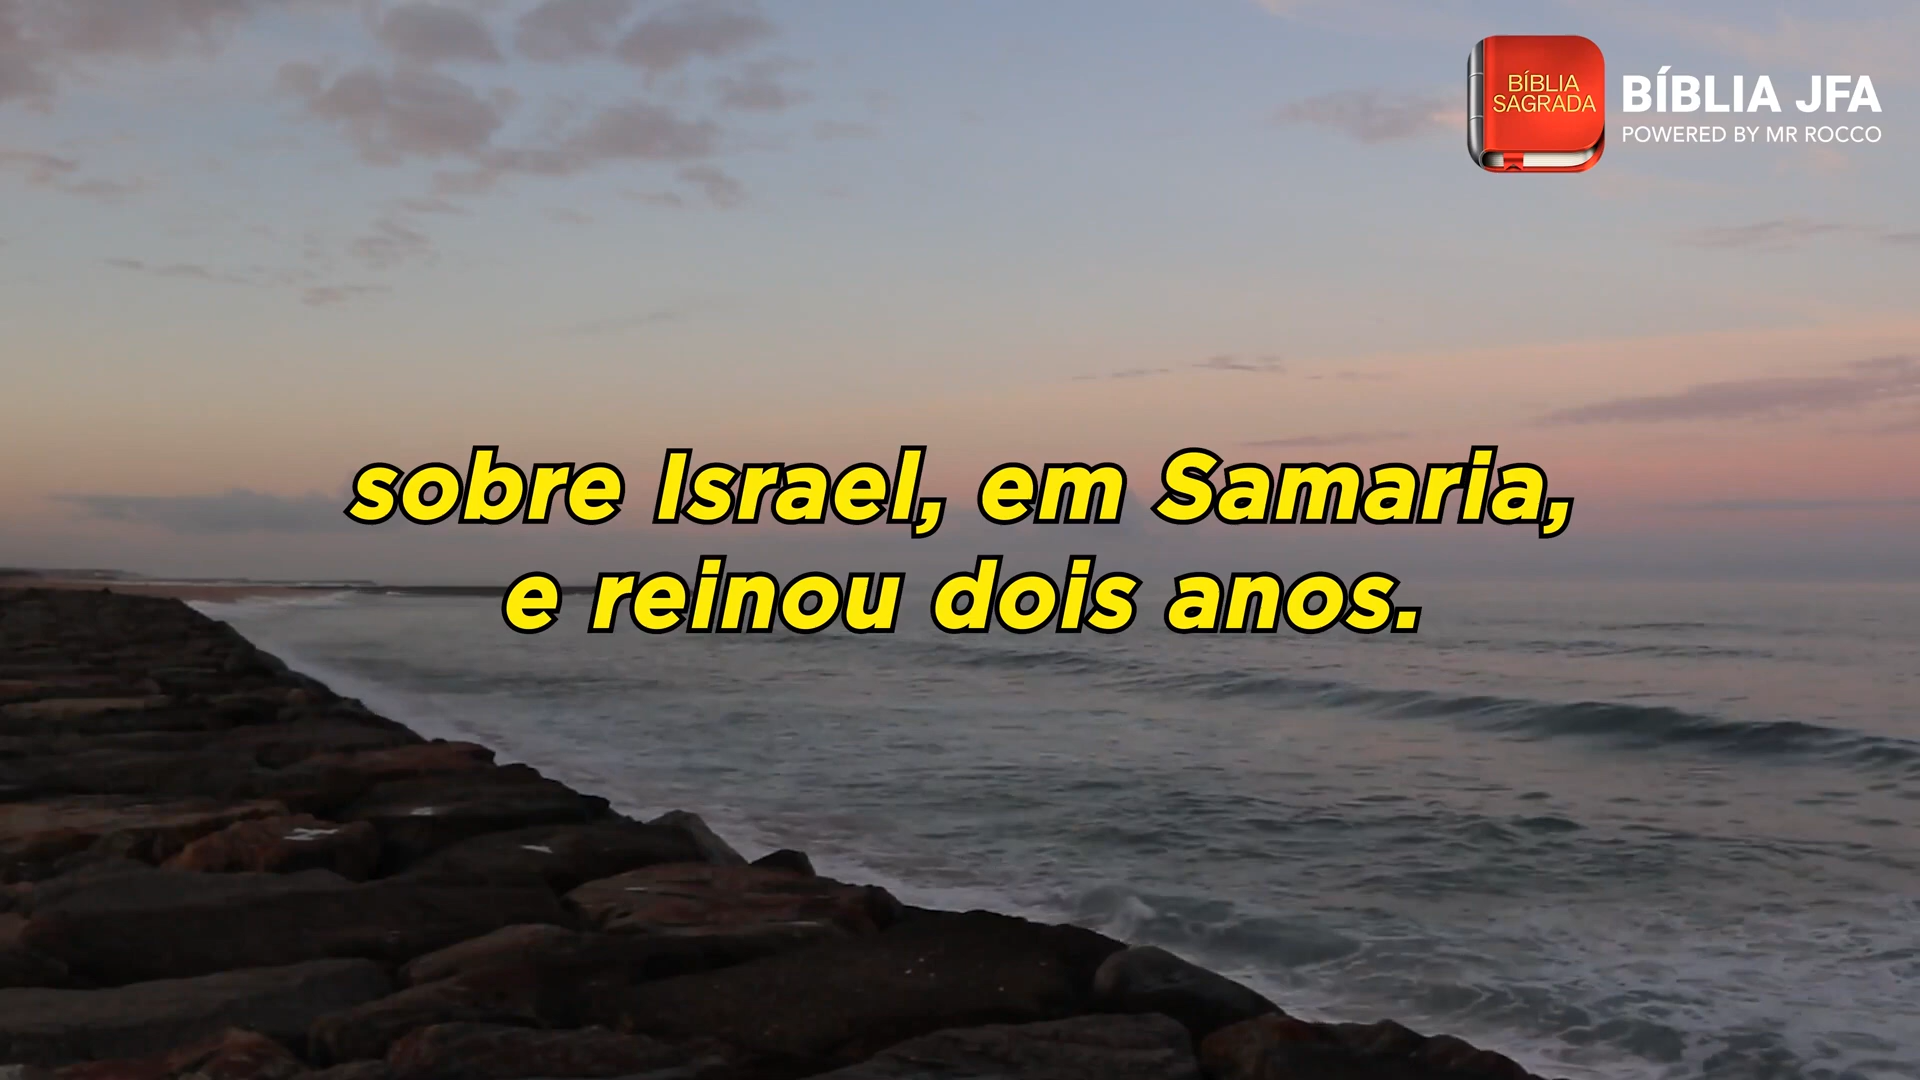 BÍBLIA
SAGRADA
BÍBLIA JFA
POWERED BY MR ROCCO
sobre Israel, em Samaria,
e reinou dois anos.